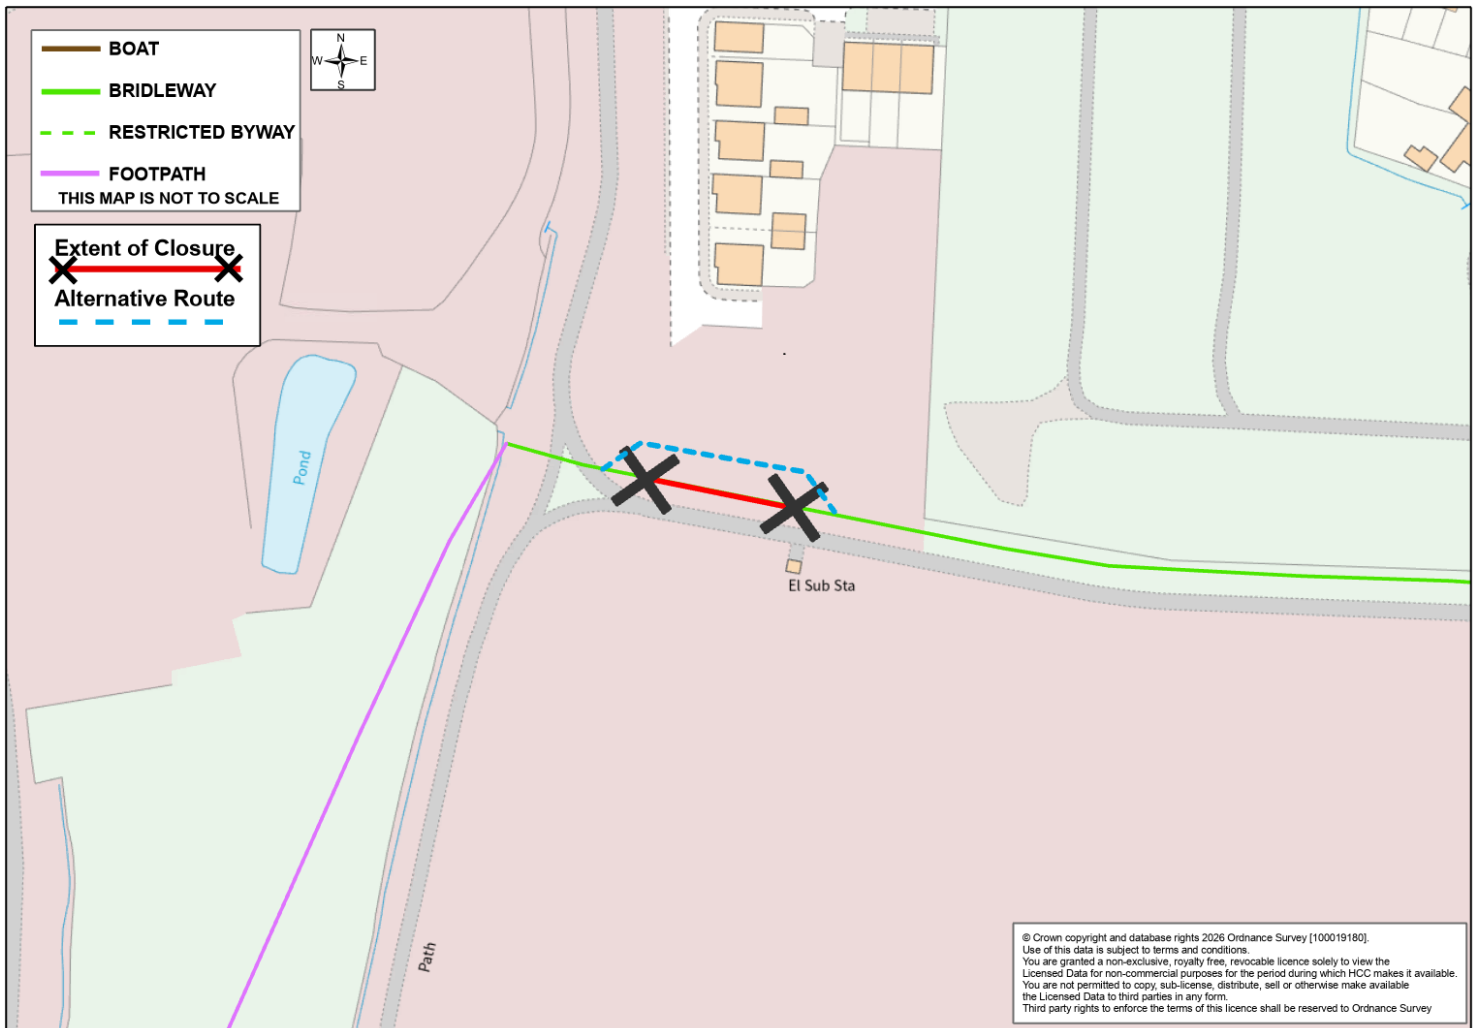 BOAT
BRIDLEWAY
RESTRICTED BYWAY
FOOTPATH
THIS MAP IS NOT TO SCALE
N
W E
S
Extent of Closure
Alternative Route
Pond
El Sub Sta
Path
© Crown copyright and database rights 2026 Ordnance Survey [100019180].
Use of this data is subject to terms and conditions.
You are granted a non-exclusive, royalty free, revocable licence solely to view the
Licensed Data for non-commercial purposes for the period during which HCC makes it available.
You are not permitted to copy, sub-license, distribute, sell or otherwise make available
the Licensed Data to third parties in any form.
Third party rights to enforce the terms of this licence shall be reserved to Ordnance Survey